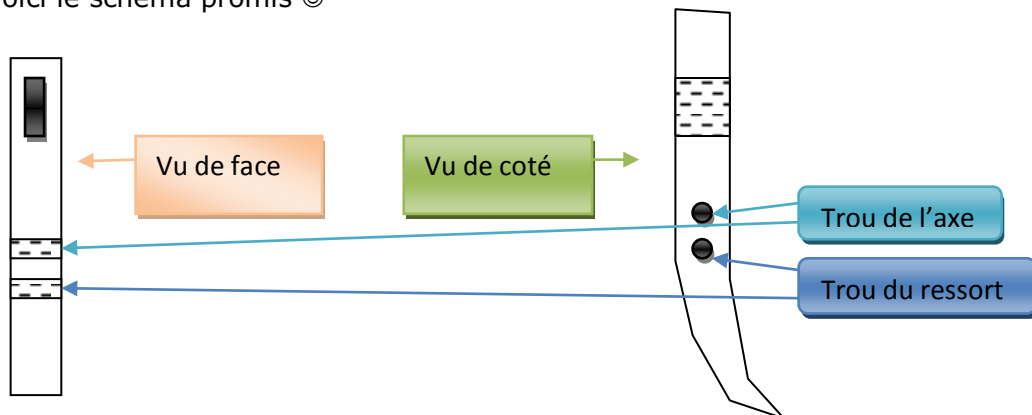 oici le schéma promis ☺
Vu de face
Vu de coté
Trou de l’axe
Trou du ressort